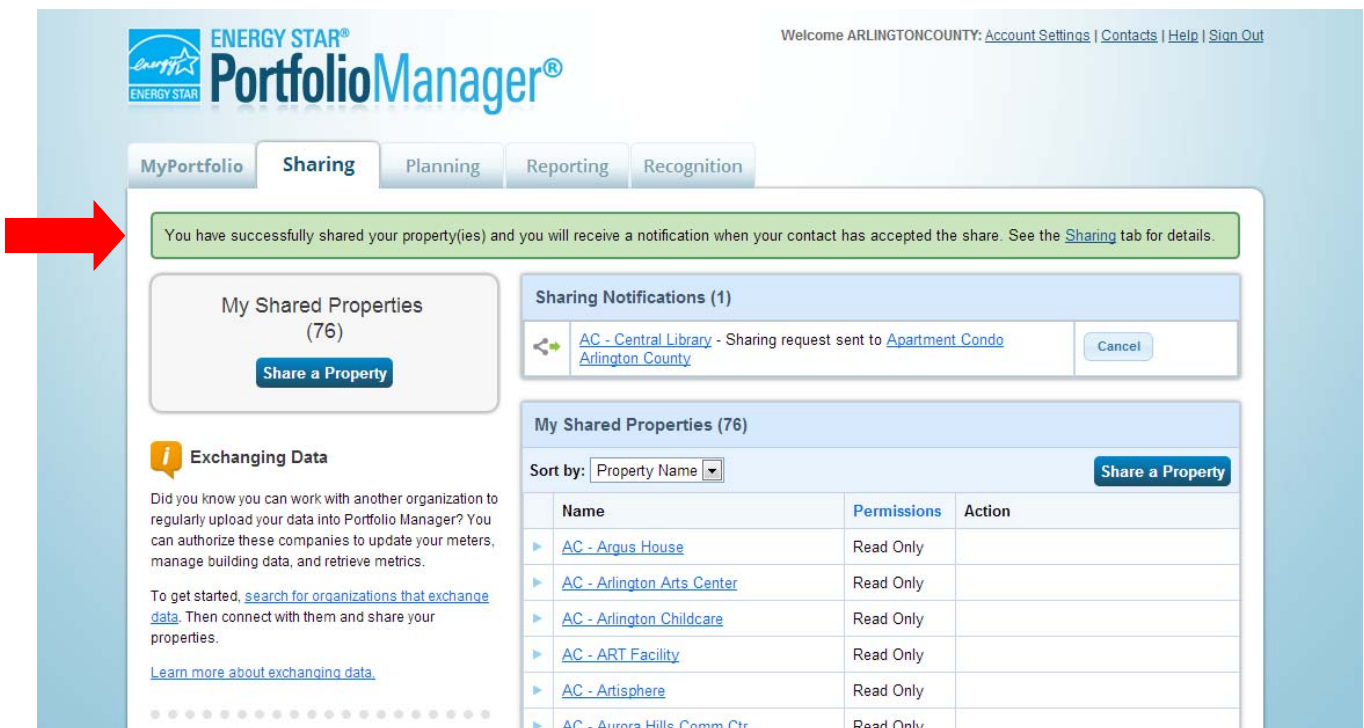 ENERGY STAR®
PortfolioManager®
energy
ENERGY STAR
Welcome ARLINGTONCOUNTY: Account Settings | Contacts | Help | Sign Out
MyPortfolio
Sharing
Planning
Reporting
Recognition
You have successfully shared your property(ies) and you will receive a notification when your contact has accepted the share. See the Sharing tab for details.
My Shared Properties
(76)
Share a Property
Exchanging Data
Did you know you can work with another organization to
regularly upload your data into Portfolio Manager? You
can authorize these companies to update your meters,
manage building data, and retrieve metrics.
To get started, search for organizations that exchange
data. Then connect with them and share your
properties.
Learn more about exchanging data.
Sharing Notifications (1)
AC - Central Library - Sharing request sent to Apartment Condo
Arlington County
Cancel
My Shared Properties (76)
Sort by: Property Name
Share a Property
Name Permissions Action
AC - Argus House Read Only
AC - Arlington Arts Center Read Only
AC - Arlington Childcare Read Only
AC - ART Facility Read Only
AC - Artisphere Read Only
AC - Aurora Hills Comm Ctr Read Only